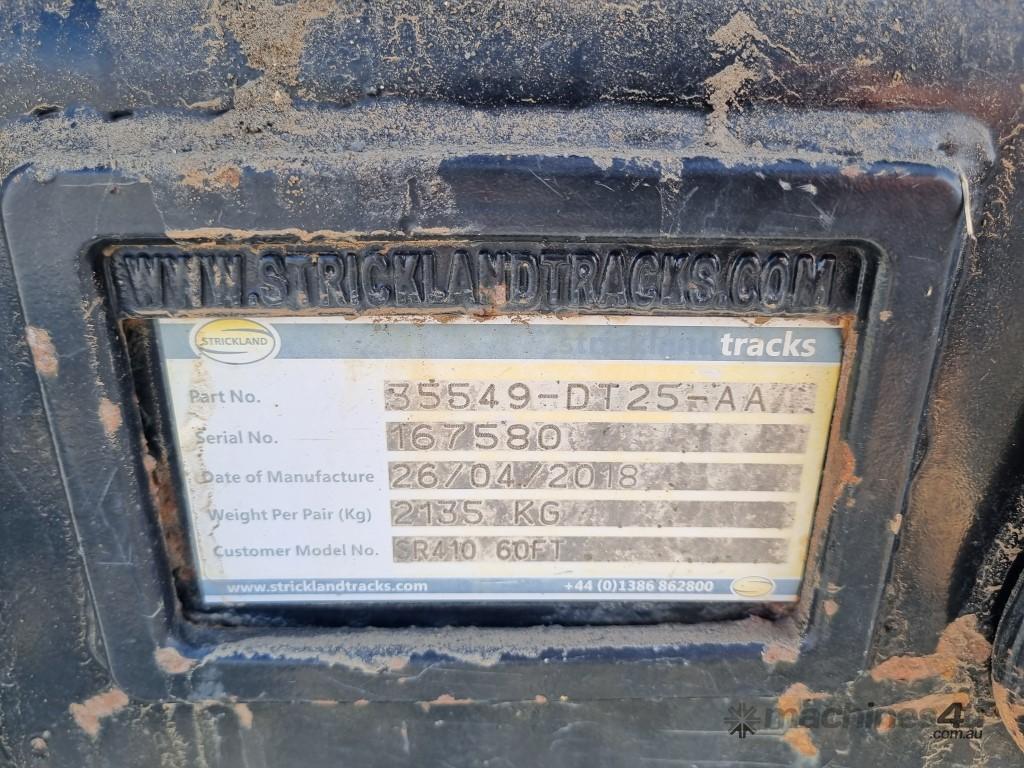 WWW.STRICKLANDTRACKS.COM
STRICKLAND
strickland tracks
Part No. 35549-DT25-AA
Serial No. 167580
Date of Manufacture 26/04/2018
Weight Per Pair (Kg) 2135 KG
Customer Model No. SR410 60FT
www.stricklandtracks.com +44 (0)1386 862800
machines4u
.com.au